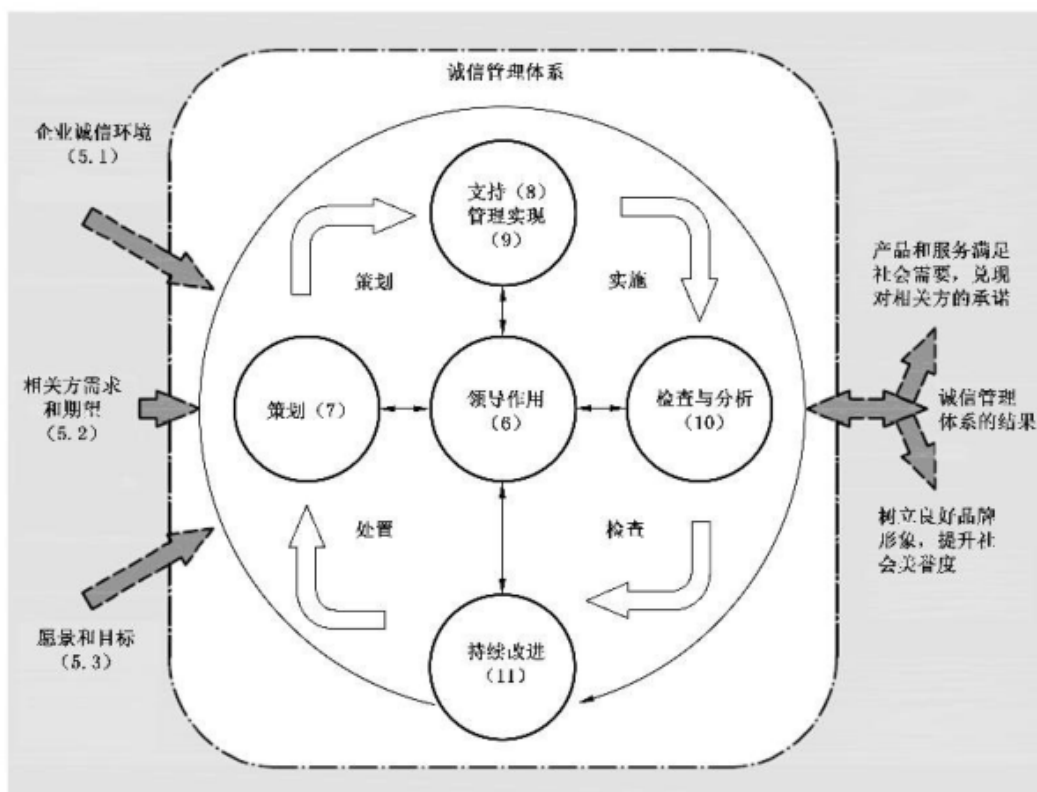 诚信管理体系
企业诚信环境
（5.1）
支持（8）
管理实现
（9）
策划
实施
产品和服务满足
社会需要，兑现
对相关方的承诺
相关方需求
和期望
（5.2）
策划（7）
领导作用
（6）
检查与分析
（10）
诚信管理
体系的结果
处置
检查
树立良好品牌
形象，提升社
会美誉度
愿景和目标
（5.3）
持续改进
（11）